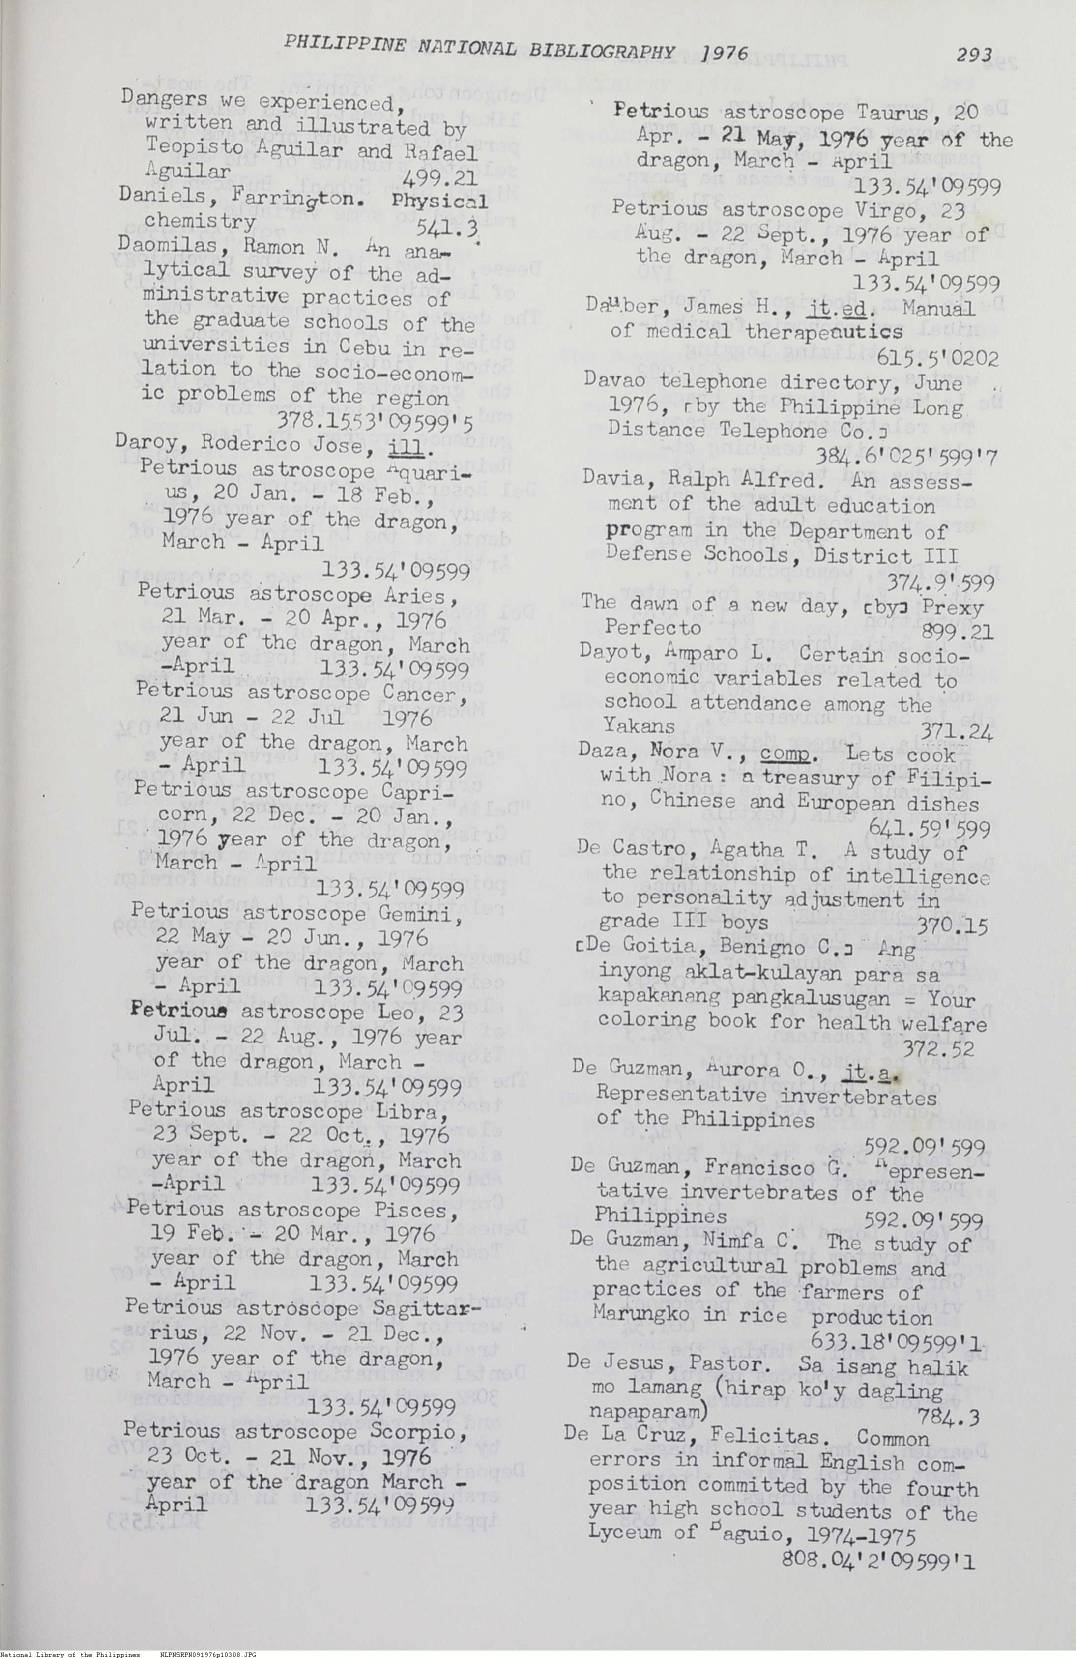 PHILIPPINE NATIONAL BIBLIOGRAPHY 1976 293
Dangers we experienced,
written and illustrated by
Teopisto Aguilar and Rafael
Aguilar 499.21
Daniels, Farrington. Physical
chemistry 541.3
Daomilas, Ramon N. An ana-
lytical survey of the ad-
ministrative practices of
the graduate schools of the
universities in Cebu in re-
lation to the socio-econom-
ic problems of the region
378.1553'09599'5
Daroy, Roderico Jose, ill.
Petrious astroscope Aquari-
us, 20 Jan. - 18 Feb.,
1976 year of the dragon,
March - April
133.54'09599
Petrious astroscope Aries,
21 Mar. - 20 Apr., 1976
year of the dragon, March
-April 133.54'09599
Petrious astroscope Cancer,
21 Jun - 22 Jul 1976
year of the dragon, March
- April 133.54'09599
Petrious astroscope Capri-
corn, 22 Dec. - 20 Jan.,
1976 year of the dragon,
March - April
133.54'09599
Petrious astroscope Gemini,
22 May - 20 Jun., 1976
year of the dragon, March
- April 133.54'09599
Petrious astroscope Leo, 23
Jul. - 22 Aug., 1976 year
of the dragon, March -
April 133.54'09599
Petrious astroscope Libra,
23 Sept. - 22 Oct., 1976
year of the dragon, March
-April 133.54'09599
Petrious astroscope Pisces,
19 Feb. - 20 Mar., 1976
year of the dragon, March
- April 133.54'09599
Petrious astroscope Sagittar-
rius, 22 Nov. - 21 Dec.,
1976 year of the dragon,
March - April
133.54'09599
Petrious astroscope Scorpio,
23 Oct. - 21 Nov., 1976
year of the dragon March -
April 133.54'09599
Petrious astroscope Taurus, 20
Apr. - 21 May, 1976 year of the
dragon, March - April
133.54'09599
Petrious astroscope Virgo, 23
Aug. - 22 Sept., 1976 year of
the dragon, March - April
133.54'09599
Dauber, James H., jt.ed. Manual
of medical therapeutics
615.5'0202
Davao telephone directory, June
1976, [by the Philippine Long
Distance Telephone Co.]
384.6'025'599'7
Davia, Ralph Alfred. An assess-
ment of the adult education
program in the Department of
Defense Schools, District III
374.9'599
The dawn of a new day, [by] Prexy
Perfecto 899.21
Dayot, Amparo L. Certain socio-
economic variables related to
school attendance among the
Yakans 371.24
Daza, Nora V., comp. Lets cook
with Nora : a treasury of Filipi-
no, Chinese and European dishes
641.59'599
De Castro, Agatha T. A study of
the relationship of intelligence
to personality adjustment in
grade III boys 370.15
[De Goitia, Benigno C.] Ang
inyong aklat-kulayan para sa
kapakanang pangkalusugan = Your
coloring book for health welfare
372.52
De Guzman, Aurora O., jt.a.
Representative invertebrates
of the Philippines
592.09'599
De Guzman, Francisco G. Represen-
tative invertebrates of the
Philippines 592.09'599
De Guzman, Nimfa C. The study of
the agricultural problems and
practices of the farmers of
Marungko in rice production
633.18'09599'1
De Jesus, Pastor. Sa isang halik
mo lamang (hirap ko'y dagling
napaparam) 784.3
De La Cruz, Felicitas. Common
errors in informal English com-
position committed by the fourth
year high school students of the
Lyceum of Baguio, 1974-1975
808.04'2'09599'1
National Library of the Philippines NLPNSRPN091976p10308.JPG